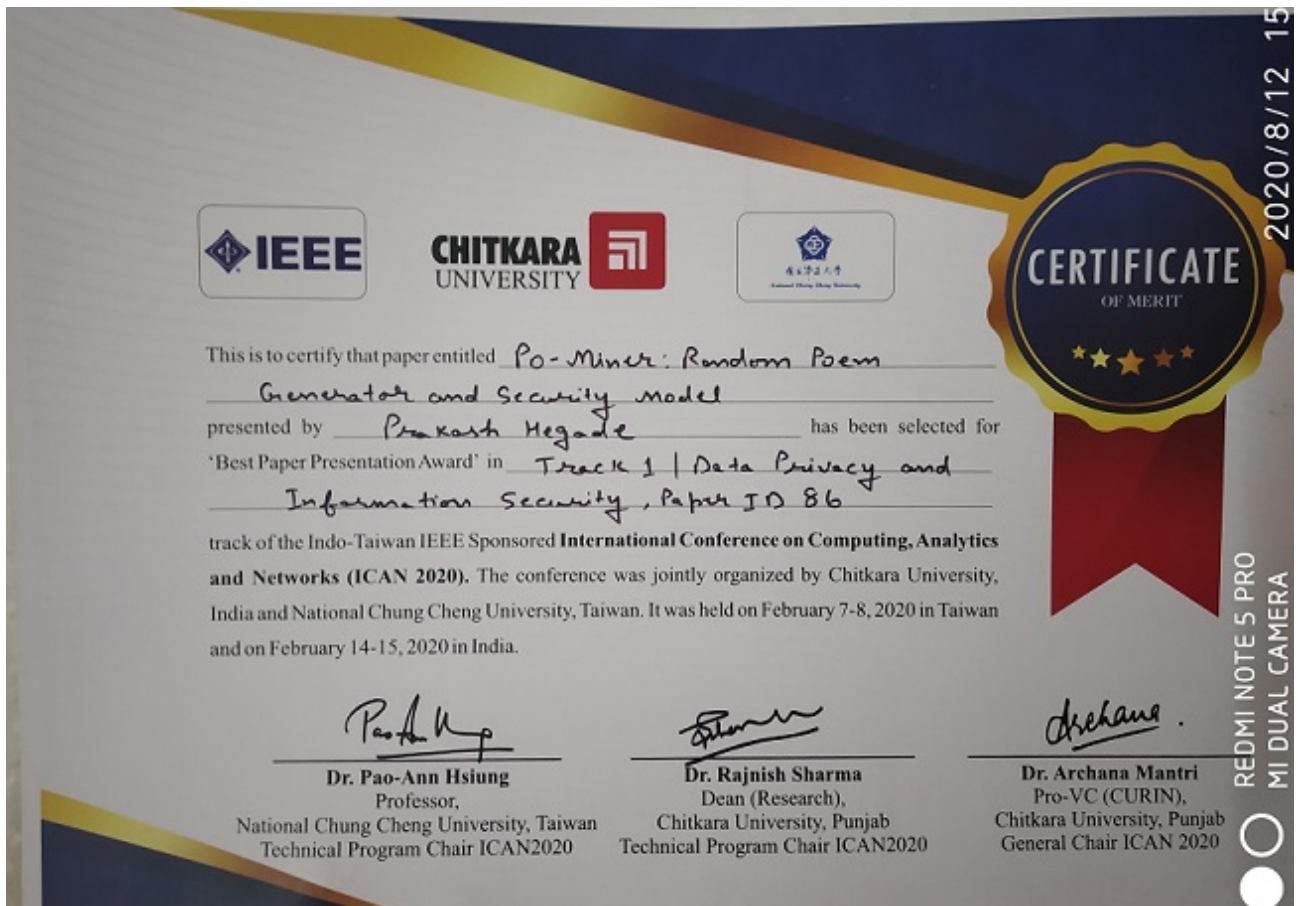 IEEE
CHITKARA
UNIVERSITY
National Chung Cheng University
CERTIFICATE
OF MERIT
This is to certify that paper entitled Po-Miner: Random Poem
Generator and Security Model
presented by Prakash Hegade has been selected for
'Best Paper Presentation Award' in Track 1 | Data Privacy and
Information Security, Paper ID 86
track of the Indo-Taiwan IEEE Sponsored International Conference on Computing, Analytics
and Networks (ICAN 2020). The conference was jointly organized by Chitkara University,
India and National Chung Cheng University, Taiwan. It was held on February 7-8, 2020 in Taiwan
and on February 14-15, 2020 in India.
Archana.
Dr. Pao-Ann Hsiung
Professor,
National Chung Cheng University, Taiwan
Technical Program Chair ICAN2020
Dr. Rajnish Sharma
Dean (Research),
Chitkara University, Punjab
Technical Program Chair ICAN2020
Dr. Archana Mantri
Pro-VC (CURIN),
Chitkara University, Punjab
General Chair ICAN 2020
REDMI NOTE 5 PRO
MI DUAL CAMERA
2020/8/12 15